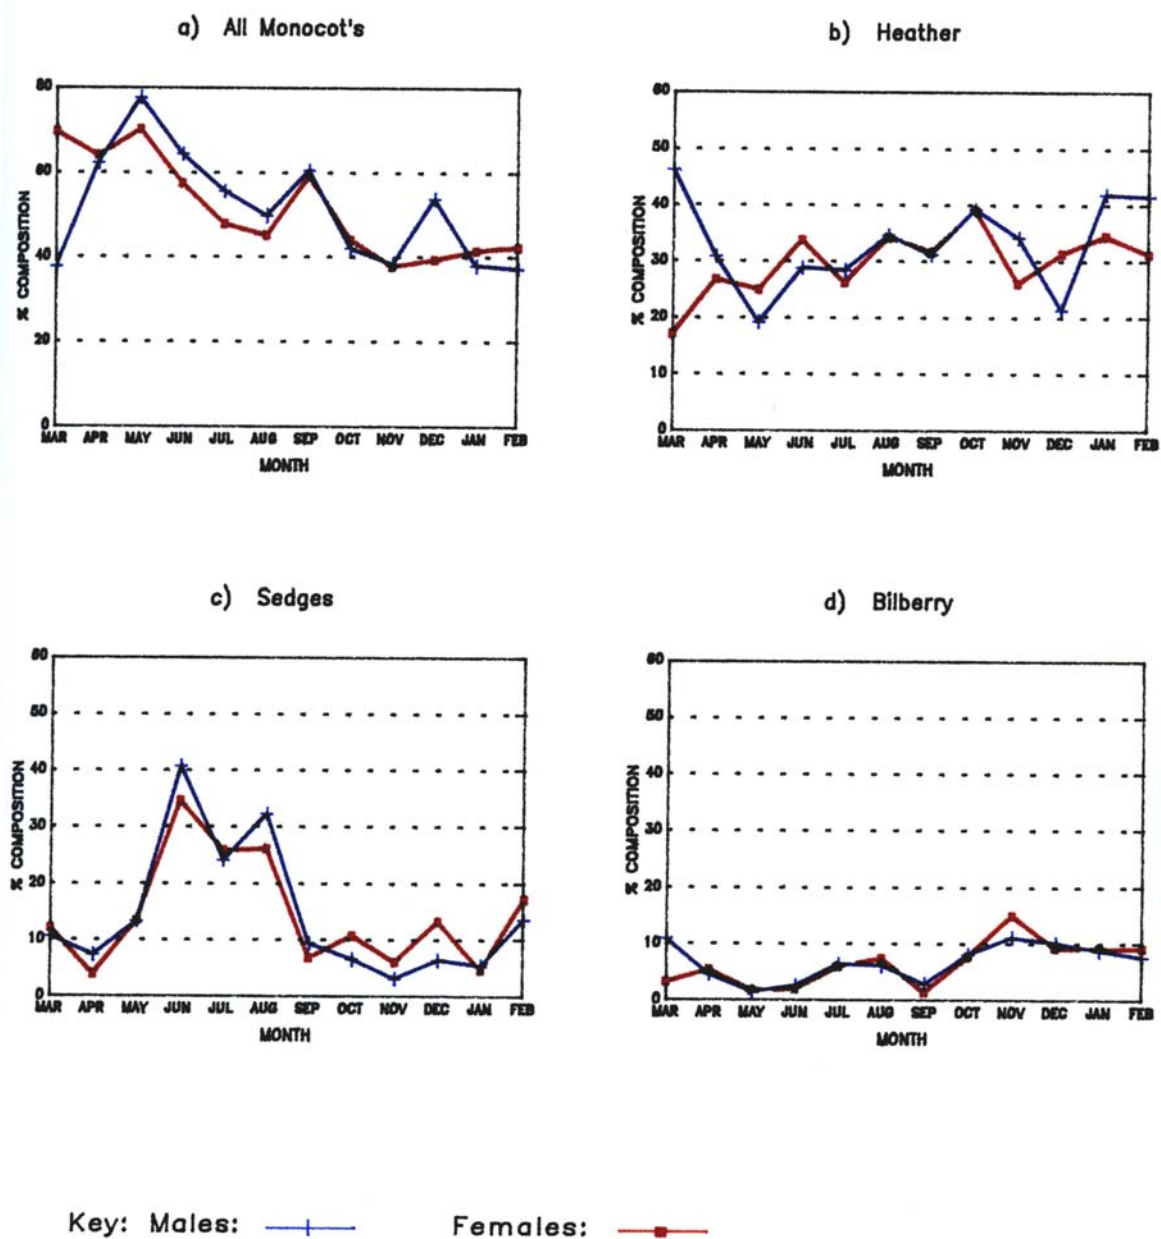 a) All Monocot's
80
60
40
20
0
% COMPOSITION
MAR APR MAY JUN JUL AUG SEP OCT NOV DEC JAN FEB
MONTH
b) Heather
60
50
40
30
20
10
0
% COMPOSITION
MAR APR MAY JUN JUL AUG SEP OCT NOV DEC JAN FEB
MONTH
c) Sedges
60
50
40
30
20
10
0
% COMPOSITION
MAR APR MAY JUN JUL AUG SEP OCT NOV DEC JAN FEB
MONTH
d) Bilberry
60
50
40
30
20
10
0
% COMPOSITION
MAR APR MAY JUN JUL AUG SEP OCT NOV DEC JAN FEB
MONTH
Key: Males: Females: